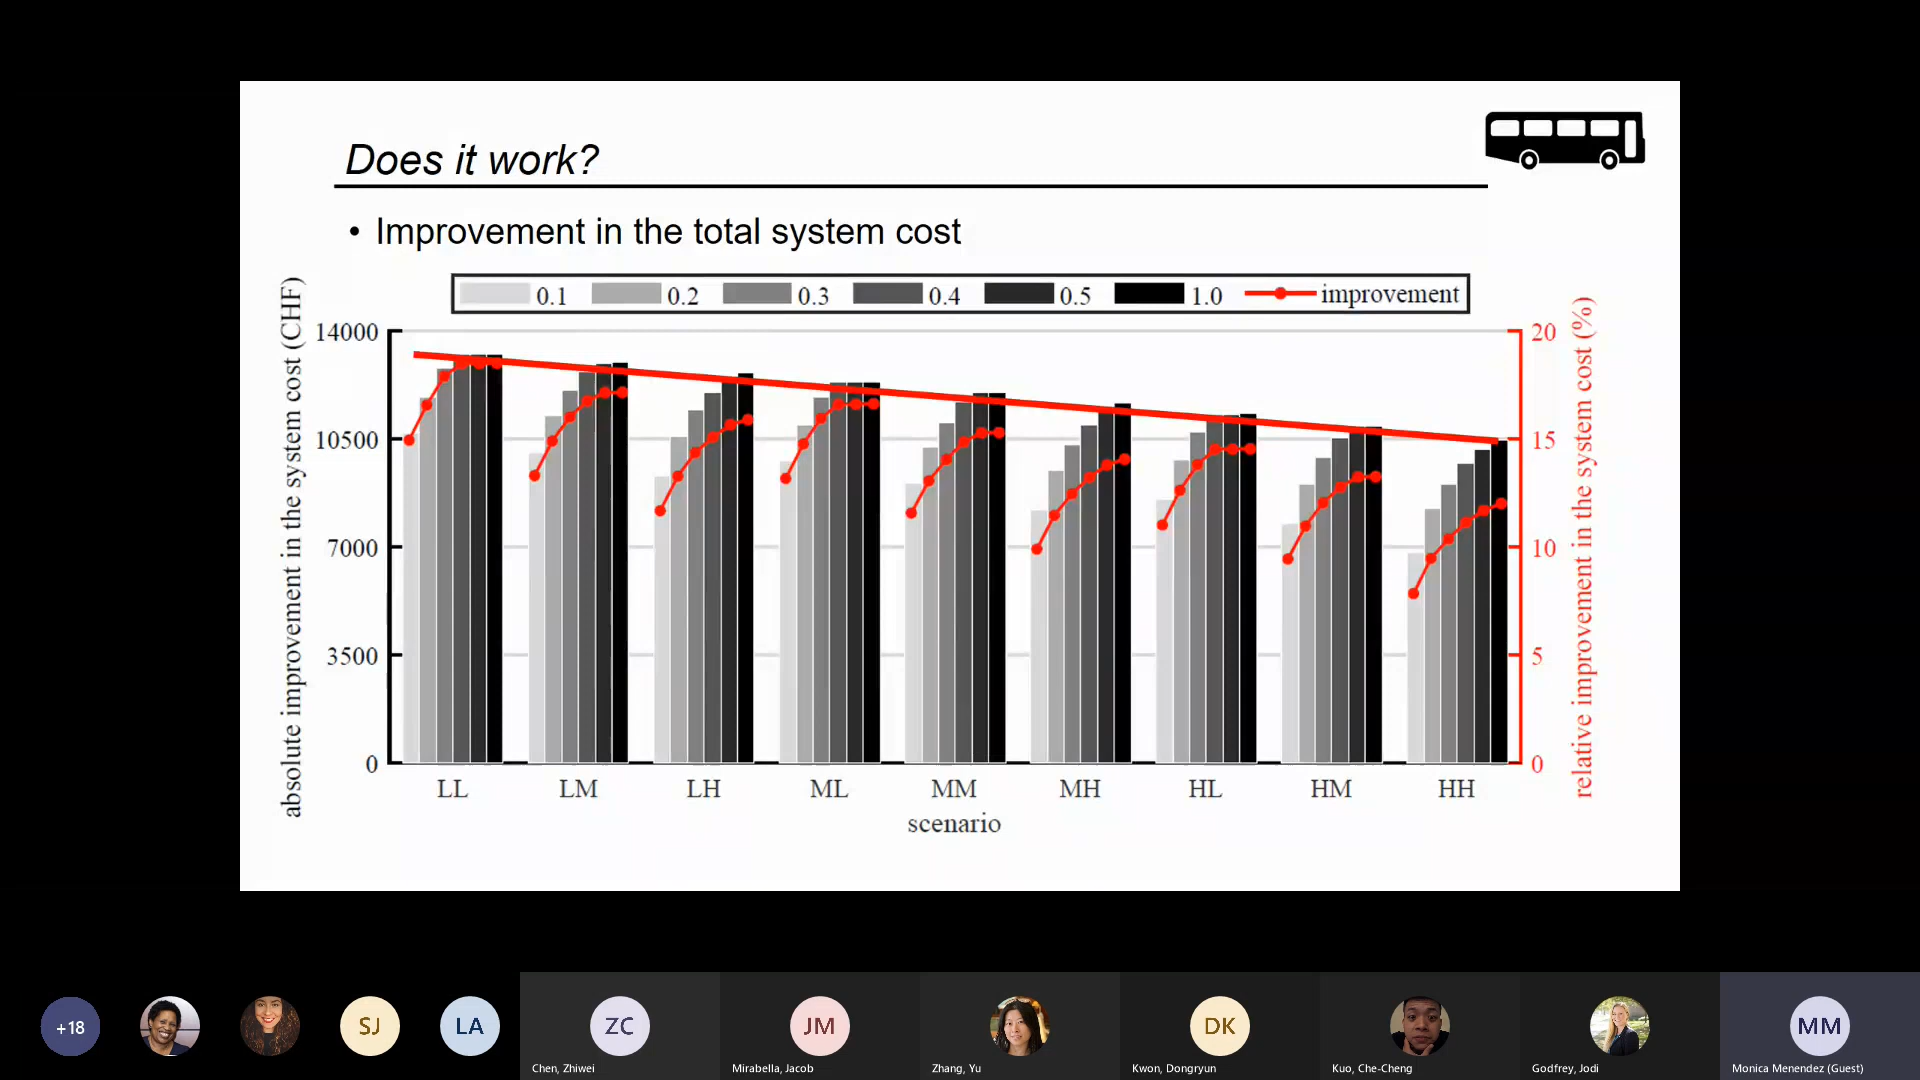 Does it work?
• Improvement in the total system cost
0.1 0.2 0.3 0.4 0.5 1.0 improvement
absolute improvement in the system cost (CHF)
14000
10500
7000
3500
0
20
15
10
5
0
relative improvement in the system cost (%)
LL LM LH ML MM MH HL HM HH
scenario
+18 SJ LA ZC JM DK MM
Chen, Zhiwei Mirabella, Jacob Zhang, Yu Kwon, Dongryun Kuo, Che-Cheng Godfrey, Jodi Monica Menendez (Guest)